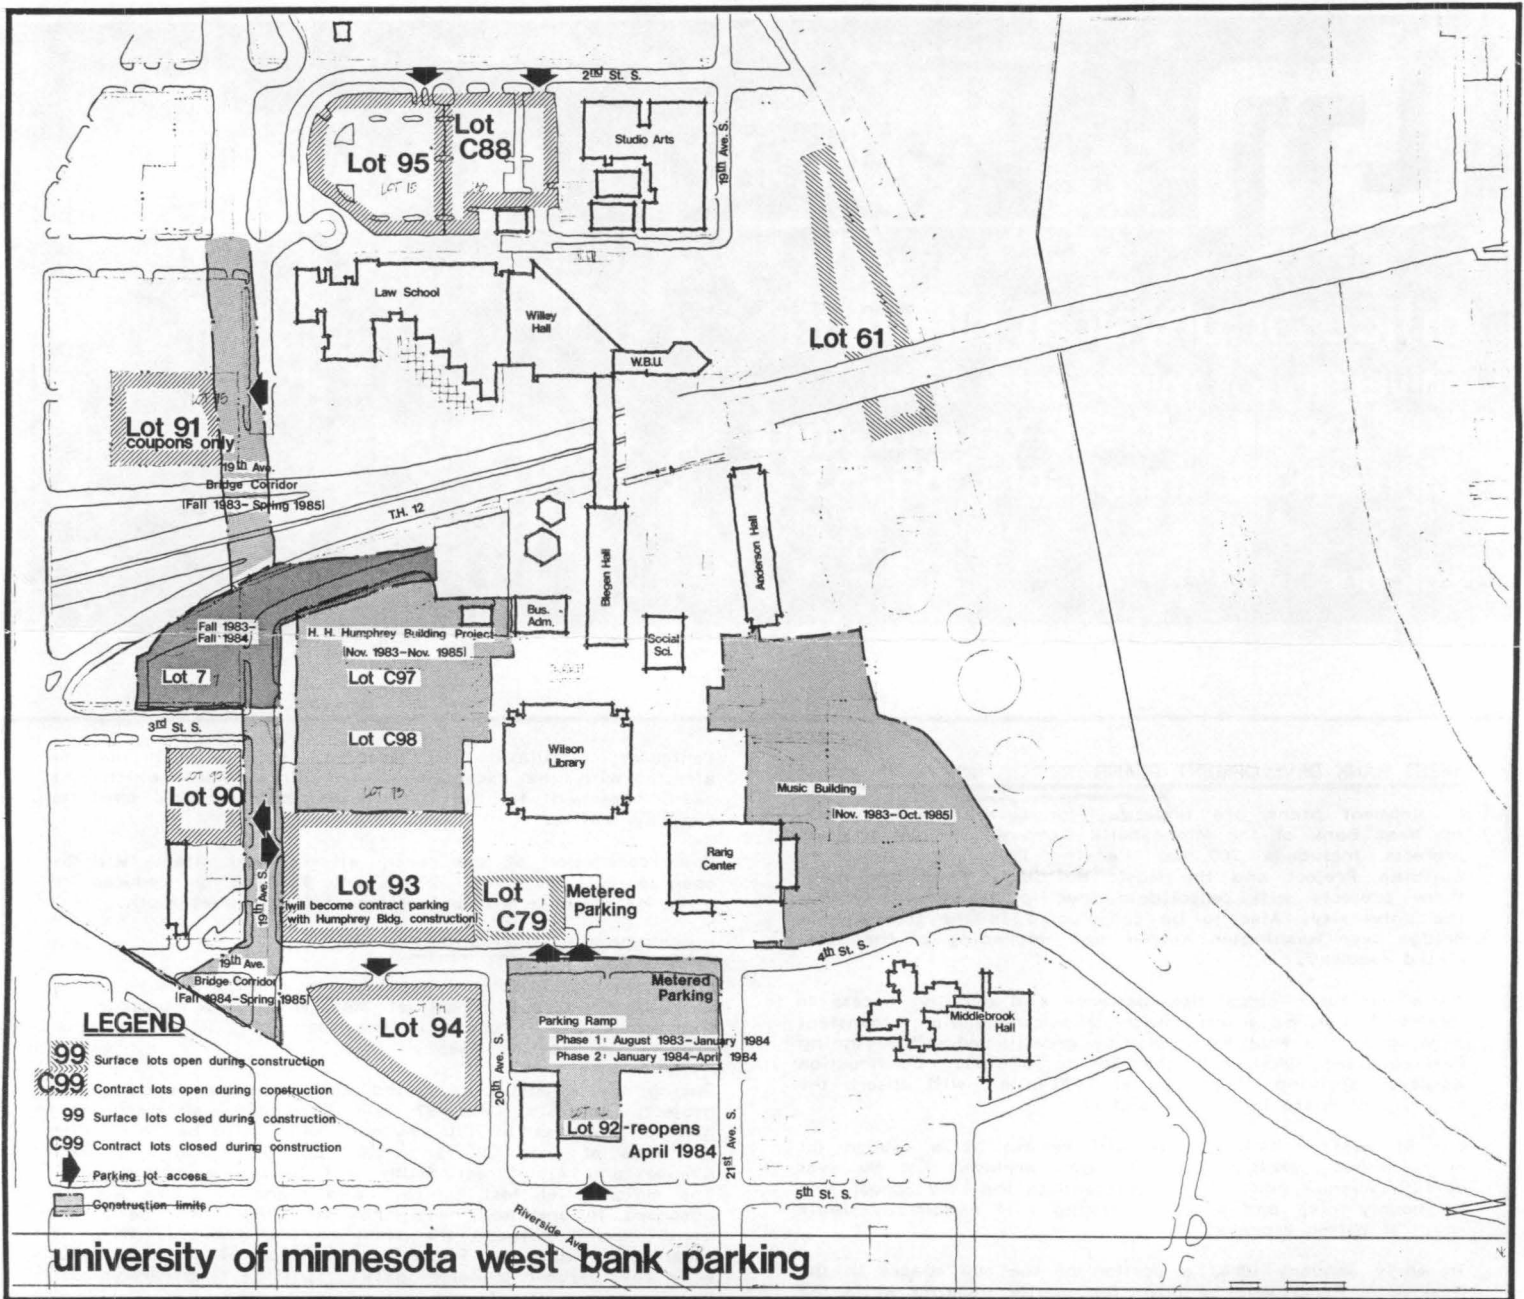 2nd St. S.
Lot
C88
Lot 95
LOT 13
Studio Arts
19th Ave. S.
Law School
Willey
Hall
W.B.U.
Lot 61
LOT 15
Lot 91
coupons only
19th Ave.
Bridge Corridor
[Fall 1983-Spring 1985]
T.H. 12
Blegen Hall
Anderson Hall
Fall 1983-
Fall 1984
H. H. Humphrey Building Project
[Nov. 1983-Nov. 1985]
Bus.
Adm.
Social
Sci.
Lot 7
Lot C97
3rd St. S.
Lot C98
Wilson
Library
LOT 93
Lot 90
Music Building
[Nov. 1983-Oct. 1985]
Rarig
Center
19th Ave. S.
Lot 93
[will become contract parking
with Humphrey Bldg. construction]
Lot
C79
Metered
Parking
4th St. S.
19th Ave.
Bridge Corridor
[Fall 1984-Spring 1985]
Metered
Parking
Lot 94
Parking Ramp
Phase 1: August 1983-January 1984
Phase 2: January 1984-April 1984
Middlebrook
Hall
20th Ave. S.
Lot 92-reopens
April 1984
21st Ave. S.
5th St. S.
Riverside Ave.
LEGEND
99 Surface lots open during construction
C99 Contract lots open during construction
99 Surface lots closed during construction
C99 Contract lots closed during construction
Parking lot access
Construction limits
university of minnesota west bank parking